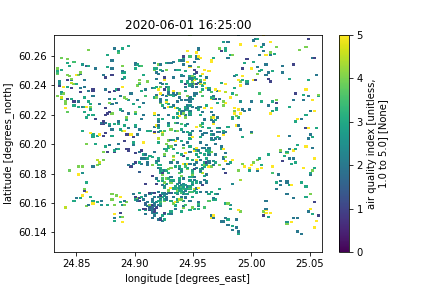 2020-06-01 16:25:00
60.26
60.24
60.22
60.20
60.18
60.16
60.14
latitude [degrees_north]
24.85 24.90 24.95 25.00 25.05
longitude [degrees_east]
5
4
3
2
1
0
air quality index [unitless,
1.0 to 5.0] [None]